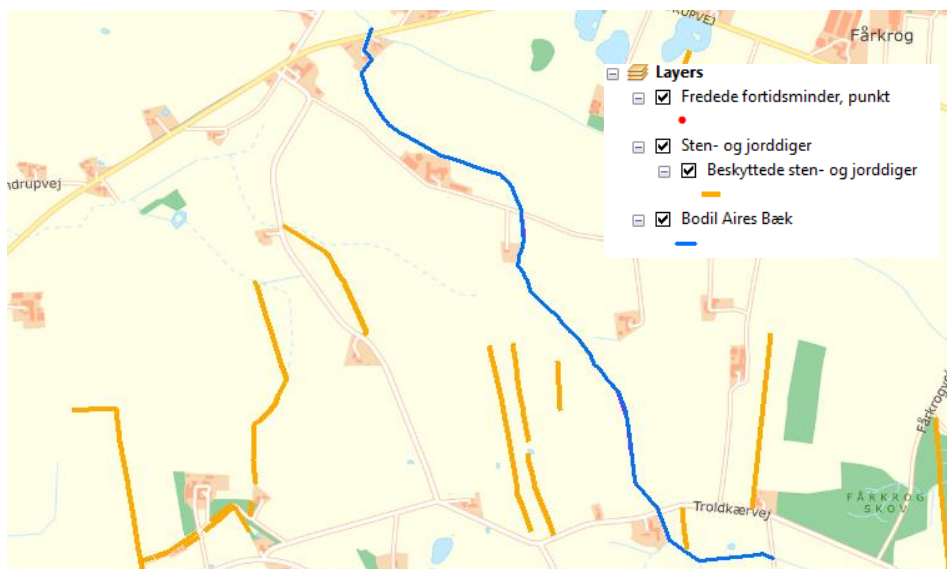 RUPVEJ
Fårkrog
Layers
Fredede fortidsminder, punkt
Sten- og jorddiger
Beskyttede sten- og jorddiger
Bodil Aires Bæk
ndrupvej
Fårkrogvej
FÅRKROG
SKOV
Troldkærvej